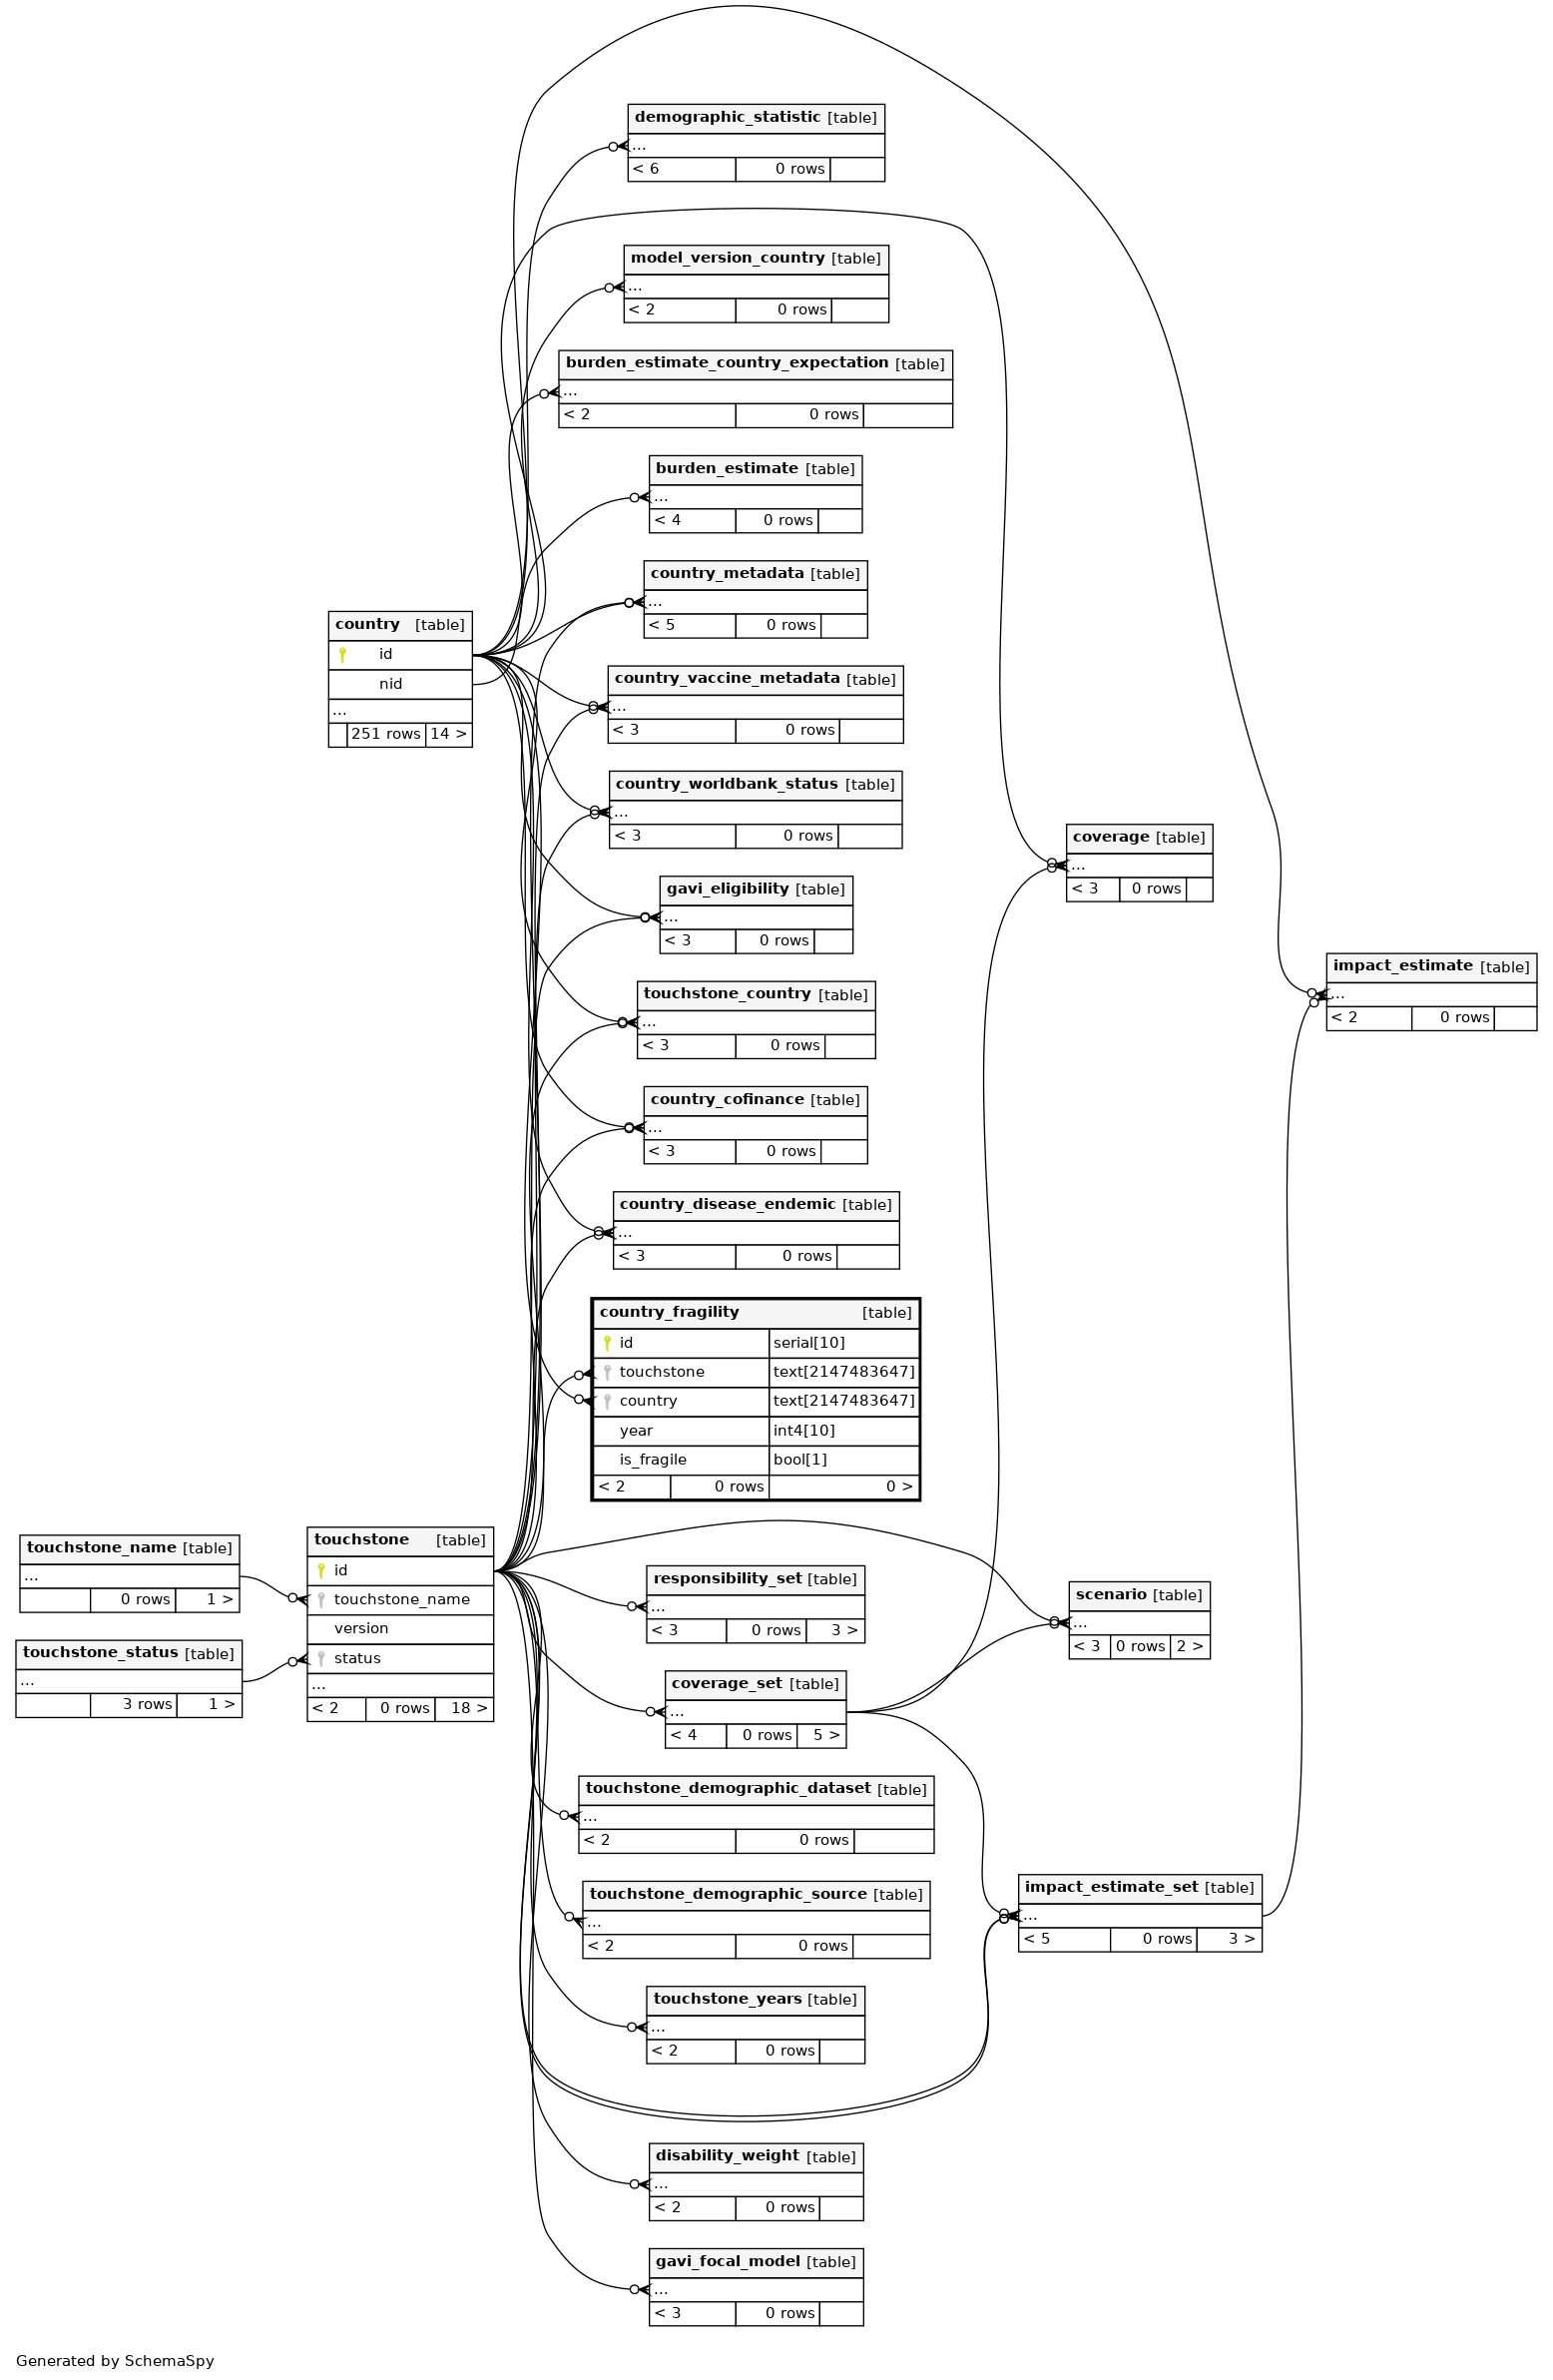 demographic_statistic [table]
...
< 6 0 rows
model_version_country [table]
...
< 2 0 rows
burden_estimate_country_expectation [table]
...
< 2 0 rows
burden_estimate [table]
...
< 4 0 rows
country_metadata [table]
...
< 5 0 rows
country [table]
id
nid
...
251 rows 14 >
country_vaccine_metadata [table]
...
< 3 0 rows
country_worldbank_status [table]
...
< 3 0 rows
coverage [table]
...
< 3 0 rows
gavi_eligibility [table]
...
< 3 0 rows
impact_estimate [table]
...
< 2 0 rows
touchstone_country [table]
...
< 3 0 rows
country_cofinance [table]
...
< 3 0 rows
country_disease_endemic [table]
...
< 3 0 rows
country_fragility [table]
id serial[10]
touchstone text[2147483647]
country text[2147483647]
year int4[10]
is_fragile bool[1]
< 2 0 rows 0 >
touchstone_name [table]
...
0 rows 1 >
touchstone_status [table]
...
3 rows 1 >
touchstone [table]
id
touchstone_name
version
status
...
< 2 0 rows 18 >
responsibility_set [table]
...
< 3 0 rows 3 >
scenario [table]
...
< 3 0 rows 2 >
coverage_set [table]
...
< 4 0 rows 5 >
touchstone_demographic_dataset [table]
...
< 2 0 rows
touchstone_demographic_source [table]
...
< 2 0 rows
impact_estimate_set [table]
...
< 5 0 rows 3 >
touchstone_years [table]
...
< 2 0 rows
disability_weight [table]
...
< 2 0 rows
gavi_focal_model [table]
...
< 3 0 rows
Generated by SchemaSpy